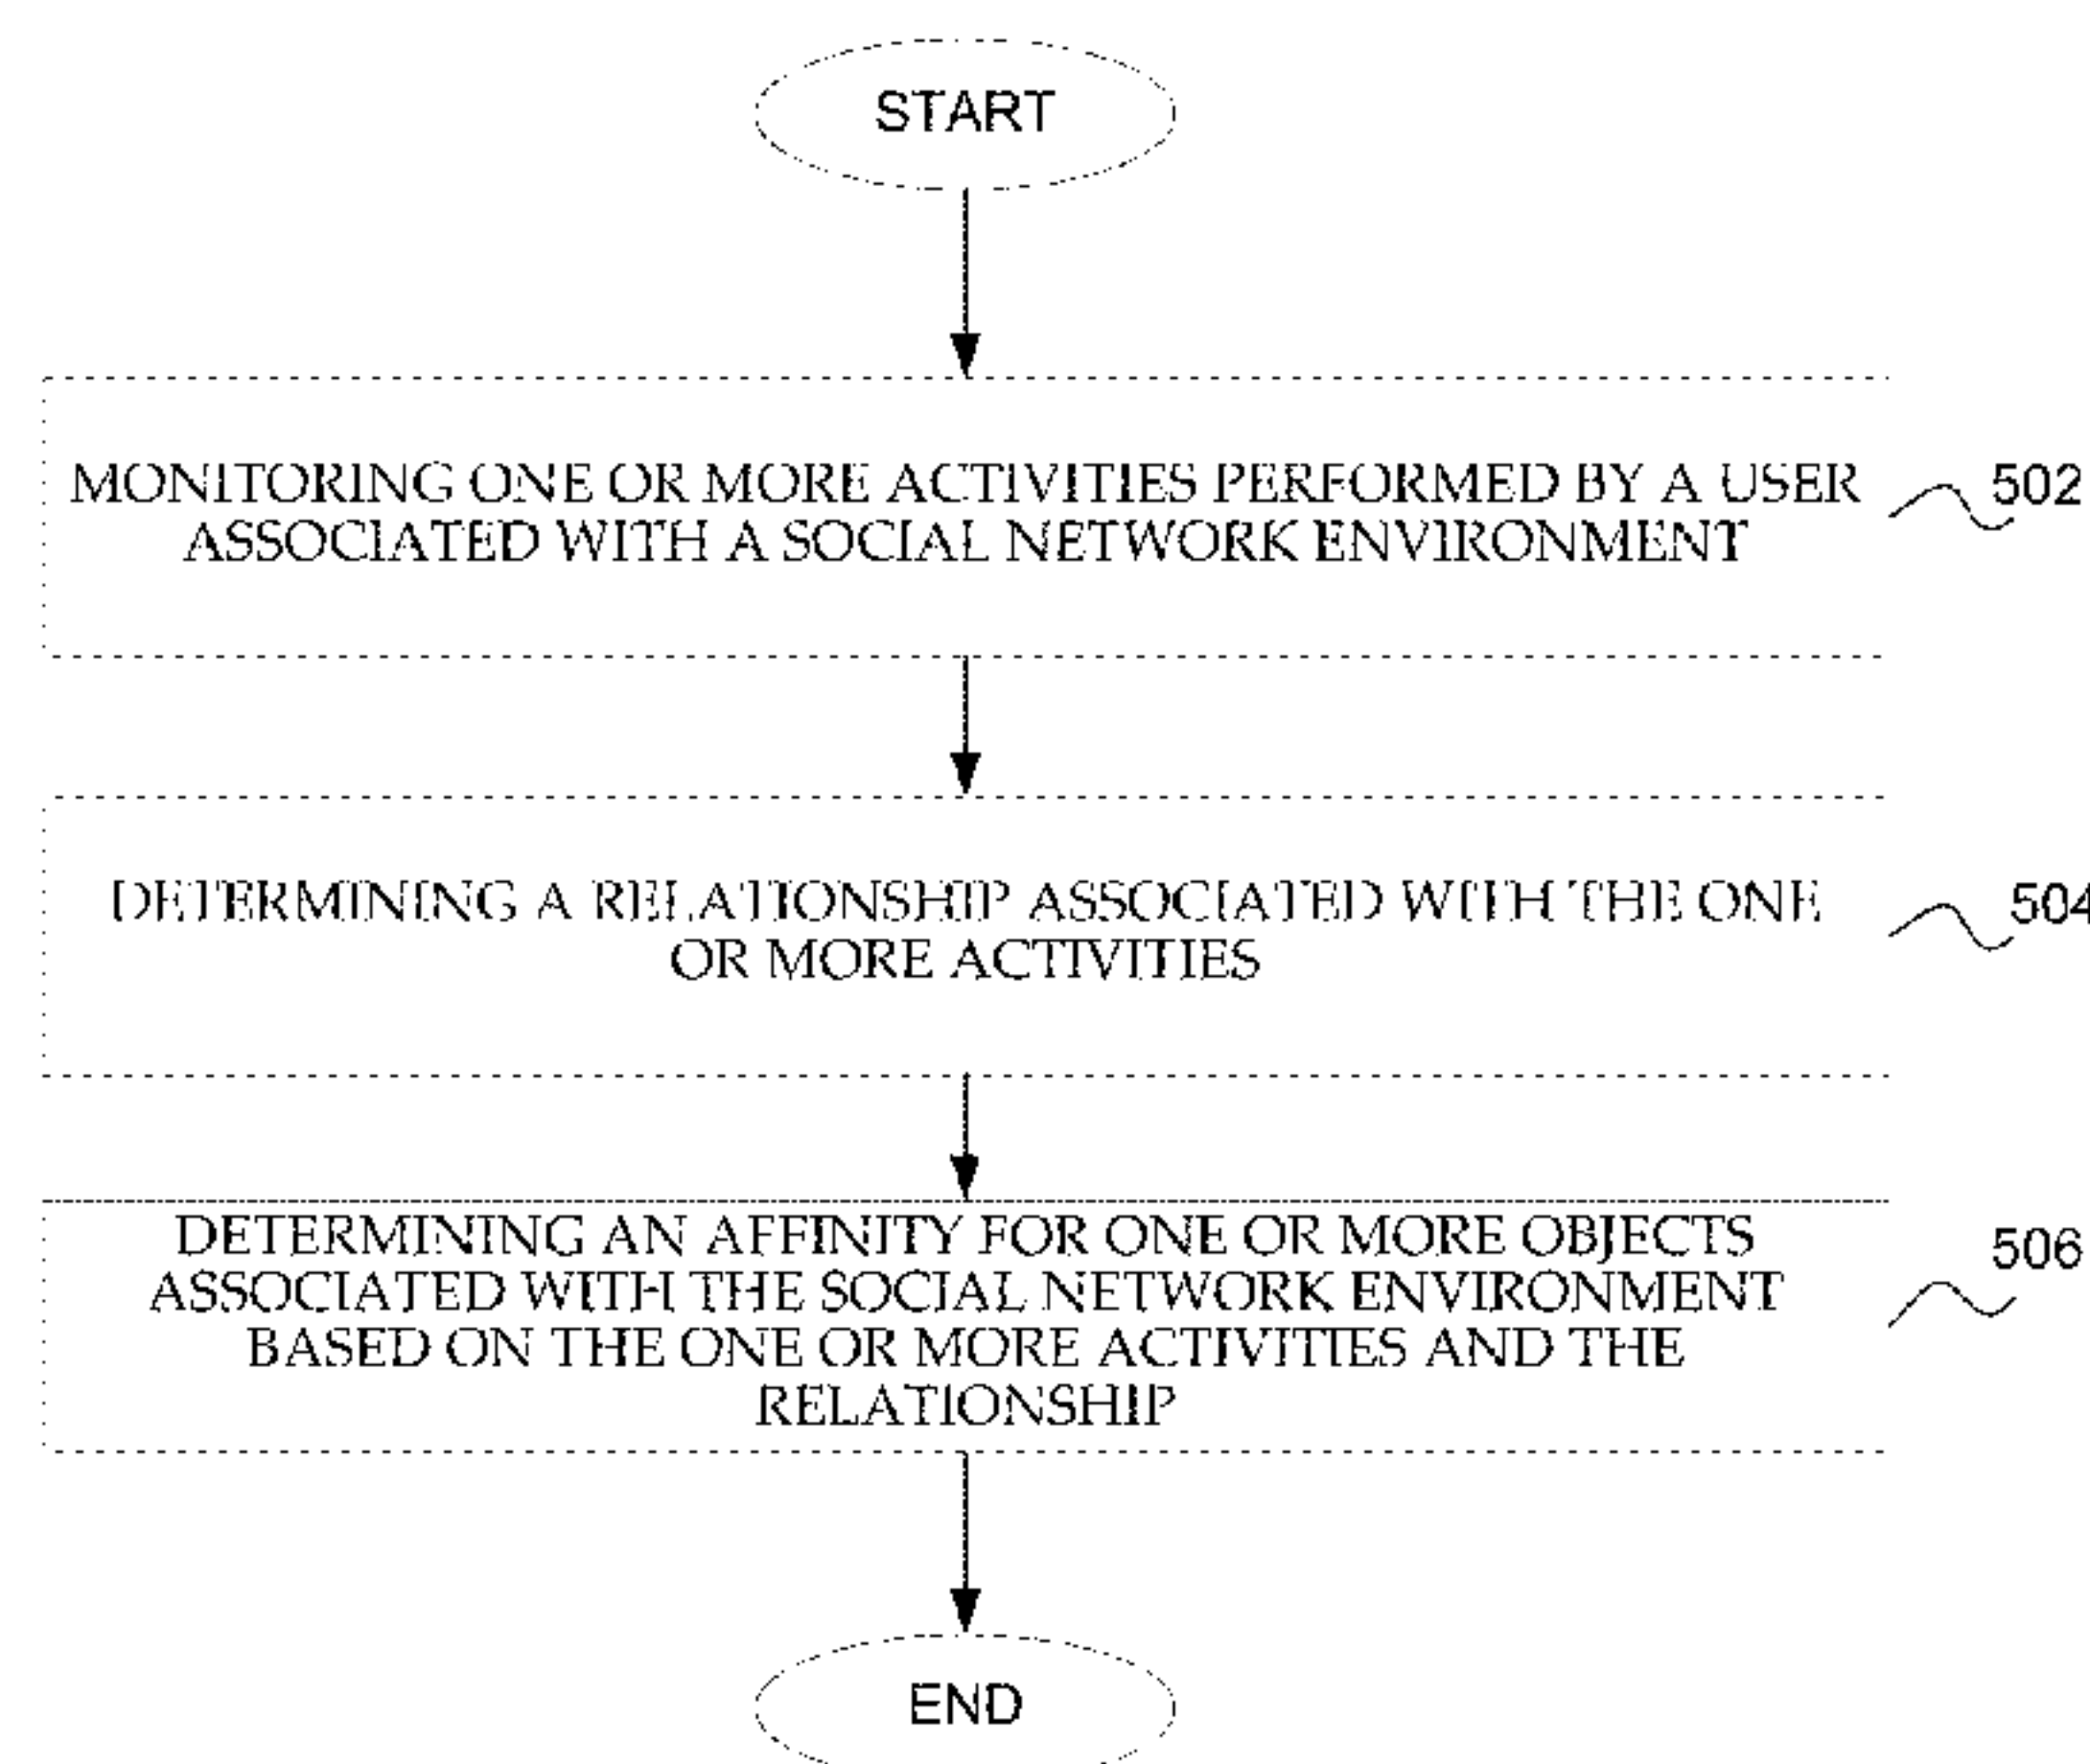 START
MONITORING ONE OR MORE ACTIVITIES PERFORMED BY A USER
ASSOCIATED WITH A SOCIAL NETWORK ENVIRONMENT
502
DETERMINING A RELATIONSHIP ASSOCIATED WITH THE ONE
OR MORE ACTIVITIES
504
DETERMINING AN AFFINITY FOR ONE OR MORE OBJECTS
ASSOCIATED WITH THE SOCIAL NETWORK ENVIRONMENT
BASED ON THE ONE OR MORE ACTIVITIES AND THE
RELATIONSHIP
506
END